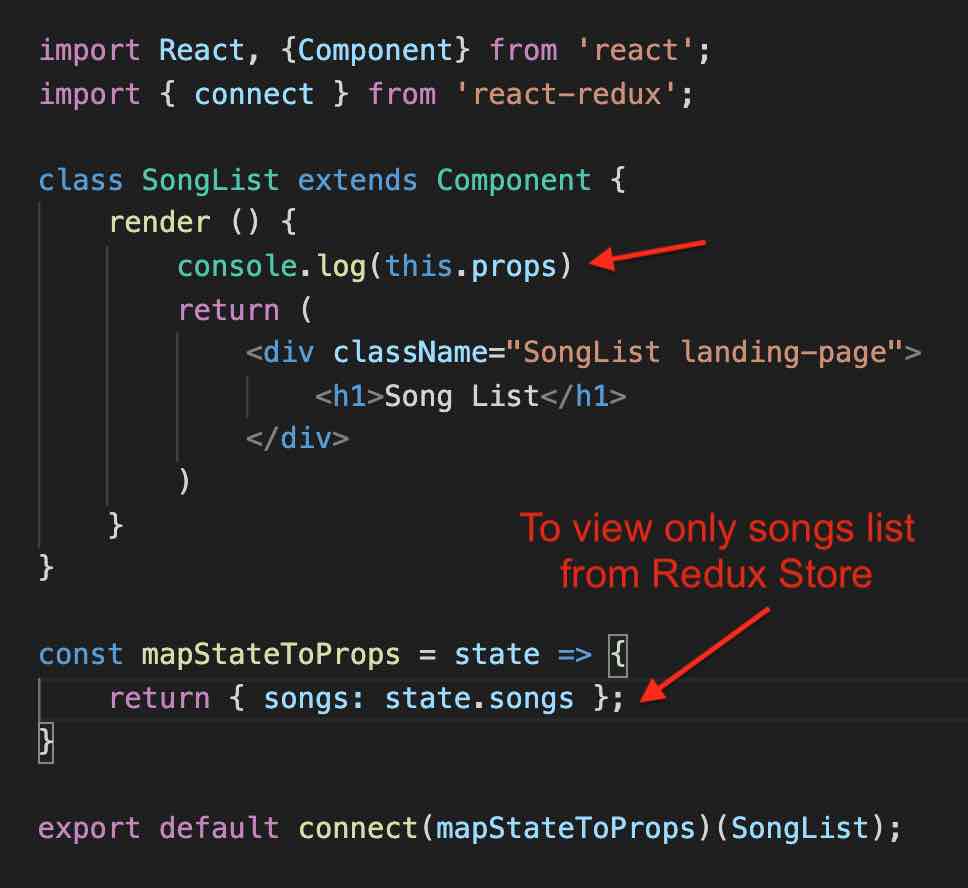 import React, {Component} from 'react';
import { connect } from 'react-redux';
class SongList extends Component {
render () {
console.log(this.props)
return (
<div className="SongList landing-page">
<h1>Song List</h1>
</div>
)
}
}
To view only songs list
from Redux Store
const mapStateToProps = state => {
return { songs: state.songs };
}
export default connect(mapStateToProps)(SongList);